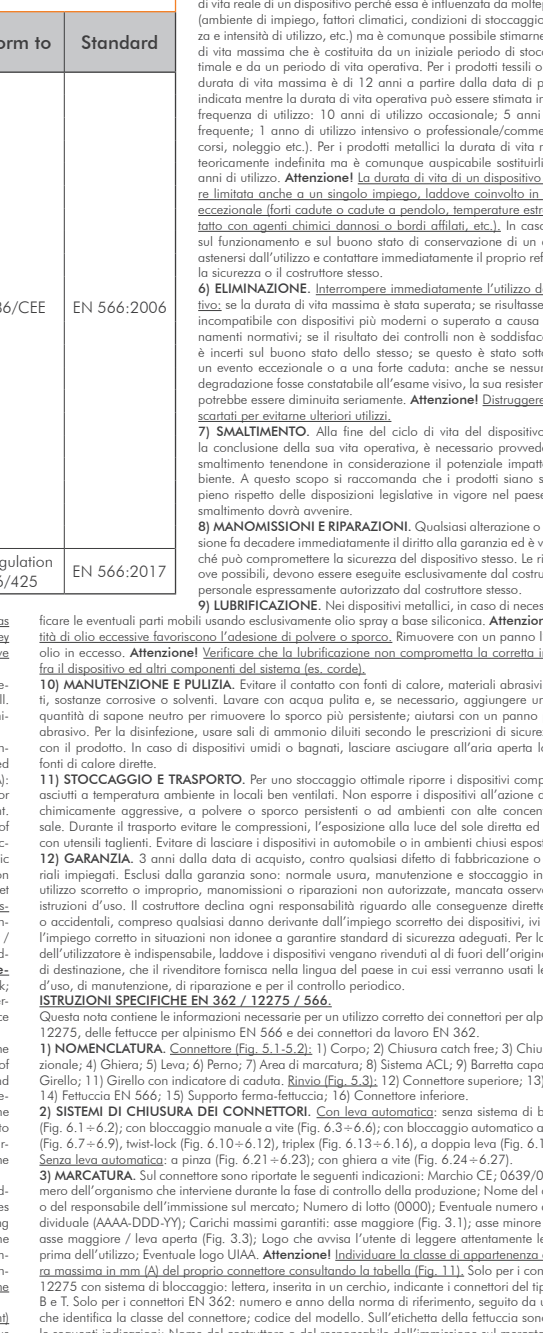 orm to
Standard
86/CEE
EN 566:2006
gulation
6/425
EN 566:2017
di vita reale di un dispositivo perché essa è influenzata da moltep
(ambiente di impiego, fattori climatici, condizioni di stoccaggio
za e intensità di utilizzo, etc.) ma è comunque possibile stimarne
di vita massima che è costituita da un iniziale periodo di stoc
timale e da un periodo di vita operativa. Per i prodotti tessili o
durata di vita massima è di 12 anni a partire dalla data di p
indicata mentre la durata di vita operativa può essere stimata in
frequenza di utilizzo: 10 anni di utilizzo occasionale; 5 anni
frequente; 1 anno di utilizzo intensivo o professionale/comme
corsi, noleggio etc.). Per i prodotti metallici la durata di vita
teoricamente indefinita ma è comunque auspicabile sostituirli
anni di utilizzo. Attenzione! La durata di vita di un dispositivo
re limitata anche a un singolo impiego, laddove coinvolto in
eccezionale (forti cadute o cadute a pendolo, temperature estre
tatto con agenti chimici dannosi o bordi affilati, etc.). In caso
sul funzionamento e sul buono stato di conservazione di un
astenersi dall'utilizzo e contattare immediatamente il proprio ref
la sicurezza o il costruttore stesso.
6) ELIMINAZIONE. Interrompere immediatamente l'utilizzo de
tivo: se la durata di vita massima è stata superata; se risultasse
incompatibile con dispositivi più moderni o superato a causa
namenti normativi; se il risultato dei controlli non è soddisfac
è incerti sul buono stato dello stesso; se questo è stato sotto
un evento eccezionale o a una forte caduta: anche se nessun
degradazione fosse constatabile all'esame visivo, la sua resisten
potrebbe essere diminuita seriamente. Attenzione! Distruggere
scartati per evitarne ulteriori utilizzi.
7) SMALTIMENTO. Alla fine del ciclo di vita del dispositivo
la conclusione della sua vita operativa, è necessario provved
smaltimento tenendone in considerazione il potenziale impatt
biente. A questo scopo si raccomanda che i prodotti siano s
pieno rispetto delle disposizioni legislative in vigore nel paese
smaltimento dovrà avvenire.
8) MANOMISSIONI E RIPARAZIONI. Qualsiasi alterazione o
sione fa decadere immediatamente il diritto alla garanzia ed è v
ché può compromettere la sicurezza del dispositivo stesso. Le ri
ove possibili, devono essere eseguite esclusivamente dal costru
personale espressamente autorizzato dal costruttore stesso.
9) LUBRIFICAZIONE. Nei dispositivi metallici, in caso di neces
ficare le eventuali parti mobili usando esclusivamente olio spray a base siliconica. Attenzion
tità di olio eccessive favoriscono l'adesione di polvere o sporco. Rimuovere con un panno l
olio in eccesso. Attenzione! Verificare che la lubrificazione non comprometta la corretta in
fra il dispositivo ed altri componenti del sistema (es. corde).
10) MANUTENZIONE E PULIZIA. Evitare il contatto con fonti di calore, materiali abrasivi
ti, sostanze corrosive o solventi. Lavare con acqua pulita e, se necessario, aggiungere un
quantità di sapone neutro per rimuovere lo sporco più persistente; aiutarsi con un panno
abrasivo. Per la disinfezione, usare sali di ammonio diluiti secondo le prescrizioni di sicurez
con il prodotto. In caso di dispositivi umidi o bagnati, lasciare asciugare all'aria aperta lo
fonti di calore dirette.
11) STOCCAGGIO E TRASPORTO. Per uno stoccaggio ottimale riporre i dispositivi comp
asciutti a temperatura ambiente in locali ben ventilati. Non esporre i dispositivi all'azione d
chimicamente aggressive, a polvere o sporco persistenti o ad ambienti con alte concent
sale. Durante il trasporto evitare le compressioni, l'esposizione alla luce del sole diretta ed
con utensili taglienti. Evitare di lasciare i dispositivi in automobile o in ambienti chiusi espost
12) GARANZIA. 3 anni dalla data di acquisto, contro qualsiasi difetto di fabbricazione o
riali impiegati. Esclusi dalla garanzia sono: normale usura, manutenzione e stoccaggio in
utilizzo scorretto o improprio, manomissioni o riparazioni non autorizzate, mancata osserv
istruzioni d'uso. Il costruttore declina ogni responsabilità riguardo alle conseguenze dirette
o accidentali, compreso qualsiasi danno derivante dall'impiego scorretto dei dispositivi, ivi
l'impiego corretto in situazioni non idonee a garantire standard di sicurezza adeguati. Per la
dell'utilizzatore è indispensabile, laddove i dispositivi vengano rivenduti al di fuori dell'origin
di destinazione, che il rivenditore fornisca nella lingua del paese in cui essi verranno usati le
d'uso, di manutenzione, di riparazione e per il controllo periodico.
ISTRUZIONI SPECIFICHE EN 362 / 12275 / 566.
Questa nota contiene le informazioni necessarie per un utilizzo corretto dei connettori per alp
12275, delle fettucce per alpinismo EN 566 e dei connettori da lavoro EN 362.
1) NOMENCLATURA. Connettore (Fig. 5.1-5.2): 1) Corpo; 2) Chiusura catch free; 3) Chiu
zionale; 4) Ghiera; 5) Leva; 6) Perno; 7) Area di marcatura; 8) Sistema ACL; 9) Barretta capa
Girello; 11) Girello con indicatore di caduta. Rinvio (Fig. 5.3): 12) Connettore superiore; 13)
14) Fettuccia EN 566; 15) Supporto ferma-fettuccia; 16) Connettore inferiore.
2) SISTEMI DI CHIUSURA DEI CONNETTORI. Con leva automatica: senza sistema di b
(Fig. 6.1÷6.2); con bloccaggio manuale a vite (Fig. 6.3÷6.6); con bloccaggio automatico a
(Fig. 6.7÷6.9), twist-lock (Fig. 6.10÷6.12), triplex (Fig. 6.13÷6.16), a doppia leva (Fig. 6.1
Senza leva automatica: a pinza (Fig. 6.21÷6.23); con ghiera a vite (Fig. 6.24÷6.27).
3) MARCATURA. Sul connettore sono riportate le seguenti indicazioni: Marchio CE; 0639/0
mero dell'organismo che interviene durante la fase di controllo della produzione; Nome del
o del responsabile dell'immissione sul mercato; Numero di lotto (0000); Eventuale numero
dividuale (AAAA-DDD-YY); Carichi massimi garantiti: asse maggiore (Fig. 3.1); asse minore
asse maggiore / leva aperta (Fig. 3.3); Logo che avvisa l'utente di leggere attentamente le
prima dell'utilizzo; Eventuale logo UIAA. Attenzione! Individuare la classe di appartenenza
ra massima in mm (A) del proprio connettore consultando la tabella (Fig. 11). Solo per i con
12275 con sistema di bloccaggio: lettera, inserita in un cerchio, indicante i connettori del tip
B e T. Solo per i connettori EN 362: numero e anno della norma di riferimento, seguito da u
che identifica la classe del connettore; codice del modello. Sull'etichetta della fettuccia sono